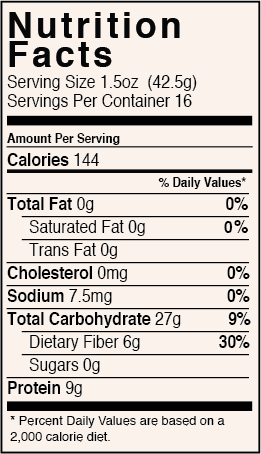 Nutrition
Facts
Serving Size 1.5oz (42.5g)
Servings Per Container 16
Amount Per Serving
Calories 144
% Daily Values*
Total Fat 0g 0%
Saturated Fat 0g 0%
Trans Fat 0g
Cholesterol 0mg 0%
Sodium 7.5mg 0%
Total Carbohydrate 27g 9%
Dietary Fiber 6g 30%
Sugars 0g
Protein 9g
* Percent Daily Values are based on a
2,000 calorie diet.